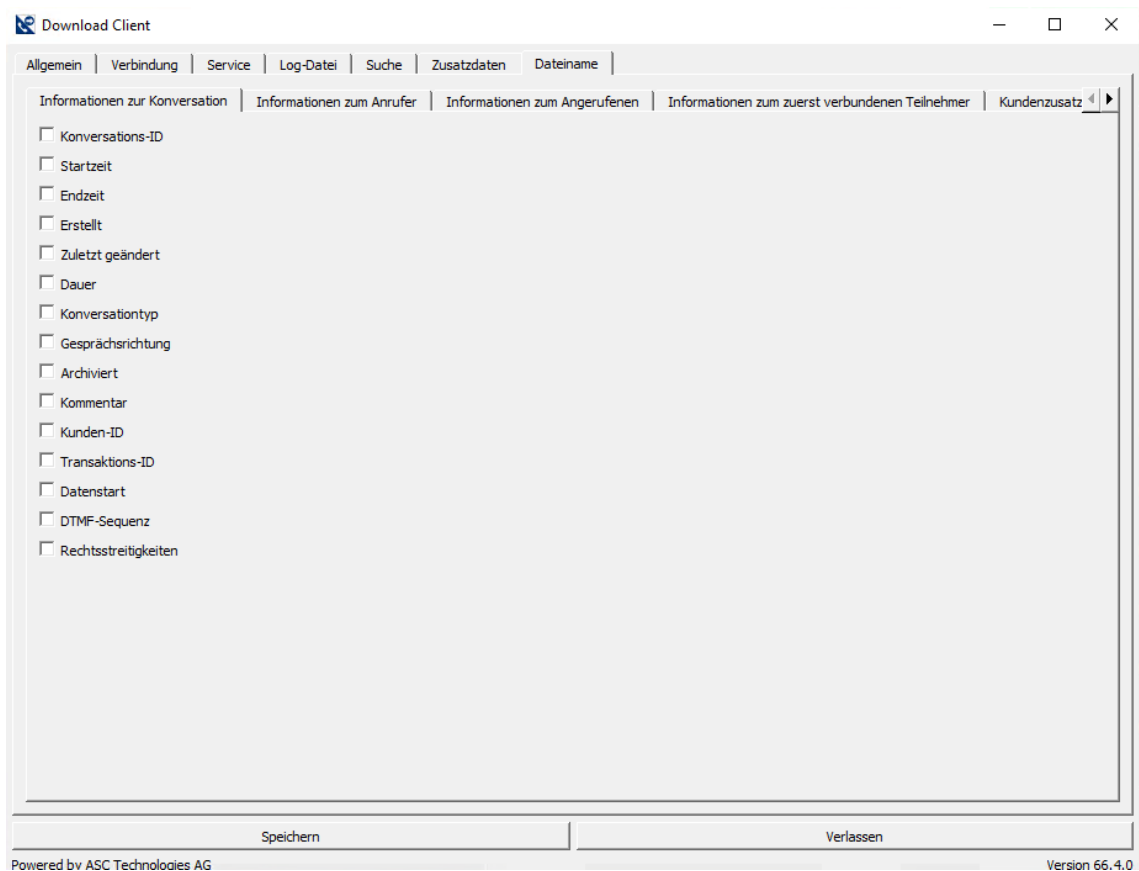 Download Client
Allgemein Verbindung Service Log-Datei Suche Zusatzdaten Dateiname
Informationen zur Konversation Informationen zum Anrufer Informationen zum Angerufenen Informationen zum zuerst verbundenen Teilnehmer Kundenzusatz
Konversations-ID
Startzeit
Endzeit
Erstellt
Zuletzt geändert
Dauer
Konversationtyp
Gesprächsrichtung
Archiviert
Kommentar
Kunden-ID
Transaktions-ID
Datenstart
DTMF-Sequenz
Rechtsstreitigkeiten
Speichern Verlassen
Powered by ASC Technologies AG Version 66.4.0